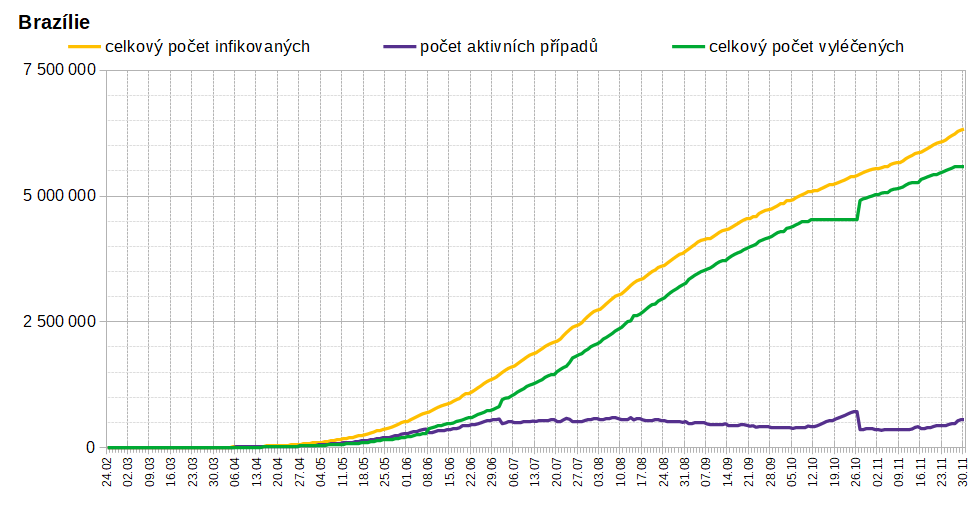 Brazílie
celkový počet infikovaných počet aktivních případů celkový počet vyléčených
7 500 000
5 000 000
2 500 000
0
24.02 02.03 09.03 16.03 23.03 30.03 06.04 13.04 20.04 27.04 04.05 11.05 18.05 25.05 01.06 08.06 15.06 22.06 29.06 06.07 13.07 20.07 27.07 03.08 10.08 17.08 24.08 31.08 07.09 14.09 21.09 28.09 05.10 12.10 19.10 26.10 02.11 09.11 16.11 23.11 30.11